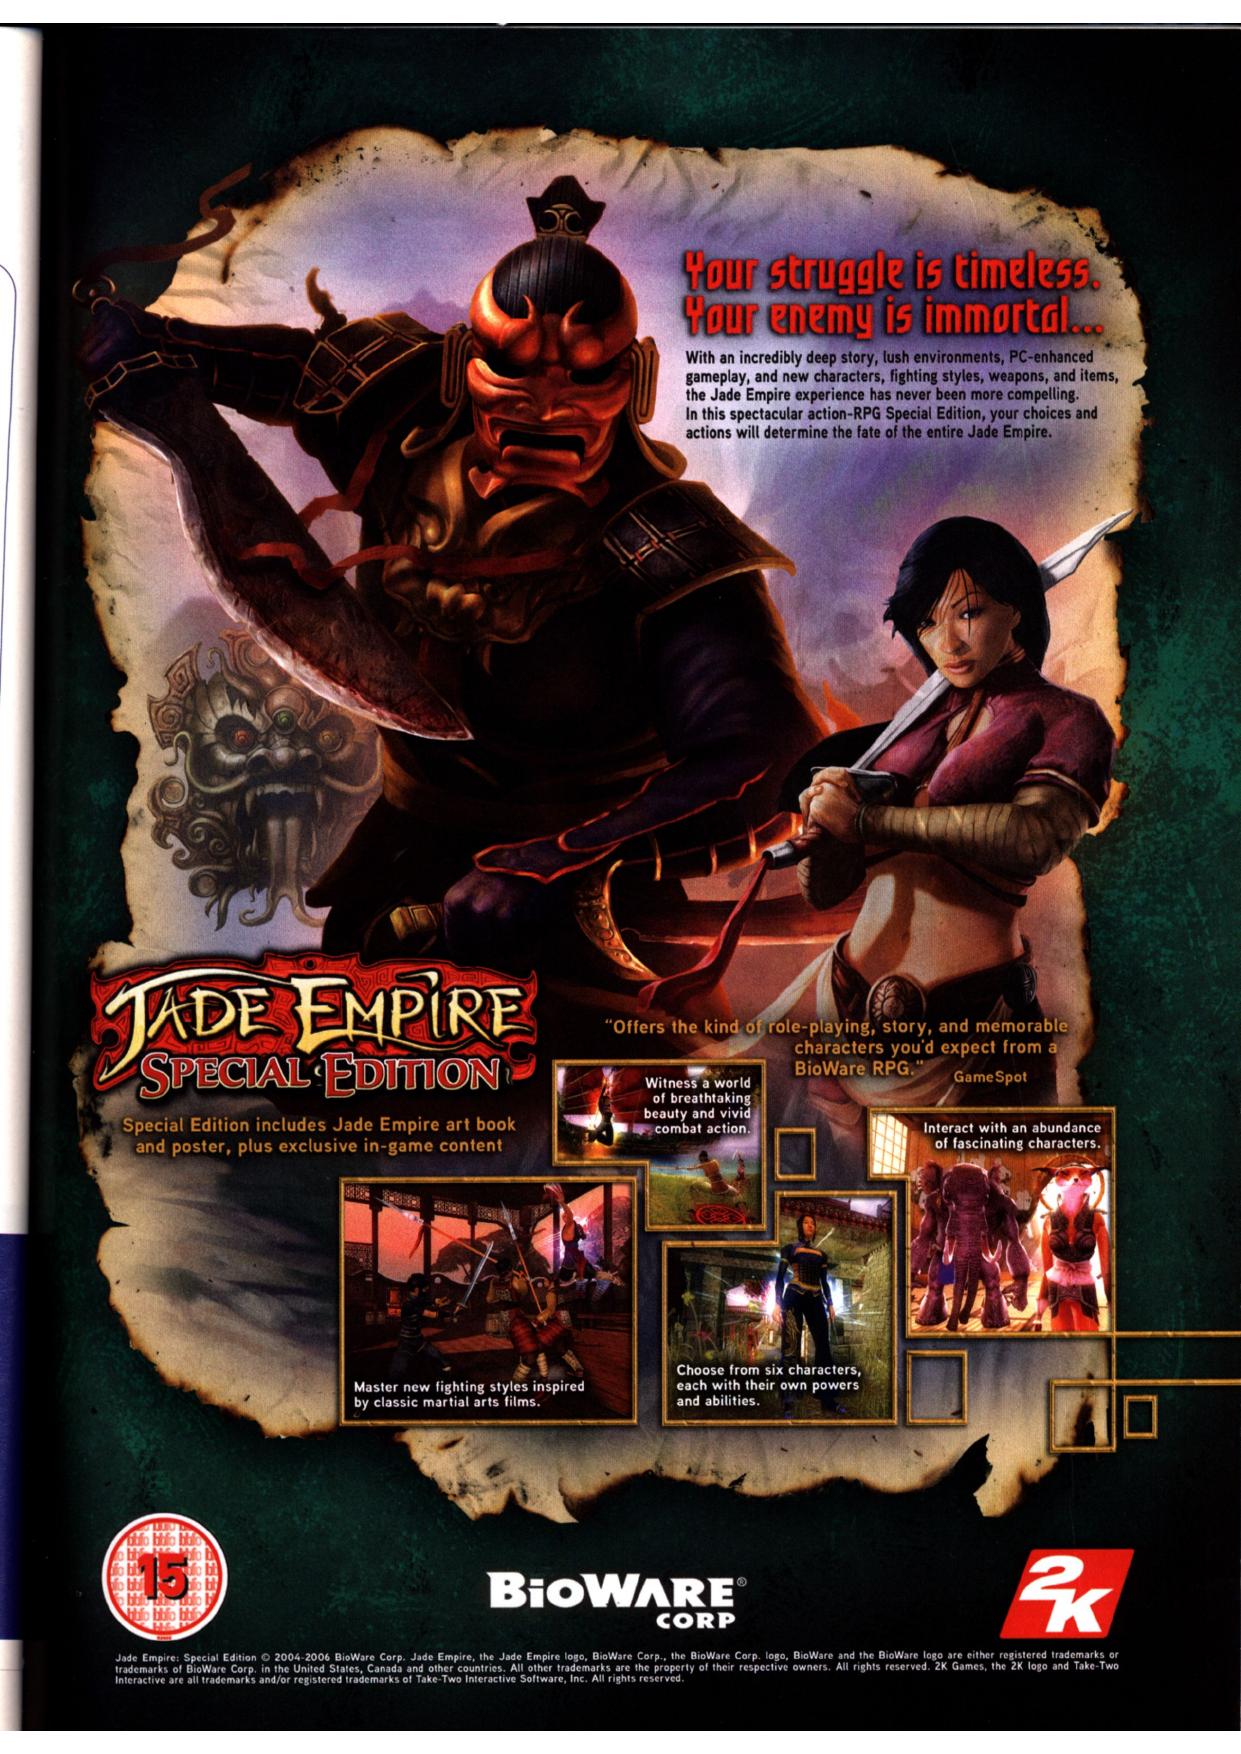 Your struggle is timeless.
Your enemy is immortal...
With an incredibly deep story, lush environments, PC-enhanced
gameplay, and new characters, fighting styles, weapons, and items,
the Jade Empire experience has never been more compelling.
In this spectacular action-RPG Special Edition, your choices and
actions will determine the fate of the entire Jade Empire.
JADE EMPIRE
SPECIAL EDITION
Special Edition includes Jade Empire art book
and poster, plus exclusive in-game content
"Offers the kind of role-playing, story, and memorable
characters you'd expect from a
BioWare RPG."
GameSpot
Witness a world
of breathtaking
beauty and vivid
combat action.
Interact with an abundance
of fascinating characters.
Master new fighting styles inspired
by classic martial arts films.
Choose from six characters,
each with their own powers
and abilities.
15
BIOWARE®
CORP
2K
Jade Empire: Special Edition © 2004-2006 BioWare Corp. Jade Empire, the Jade Empire logo, BioWare Corp., the BioWare Corp. logo, BioWare and the BioWare logo are either registered trademarks or
trademarks of BioWare Corp. in the United States, Canada and other countries. All other trademarks are the property of their respective owners. All rights reserved. 2K Games, the 2K logo and Take-Two
Interactive are all trademarks and/or registered trademarks of Take-Two Interactive Software, Inc. All rights reserved.